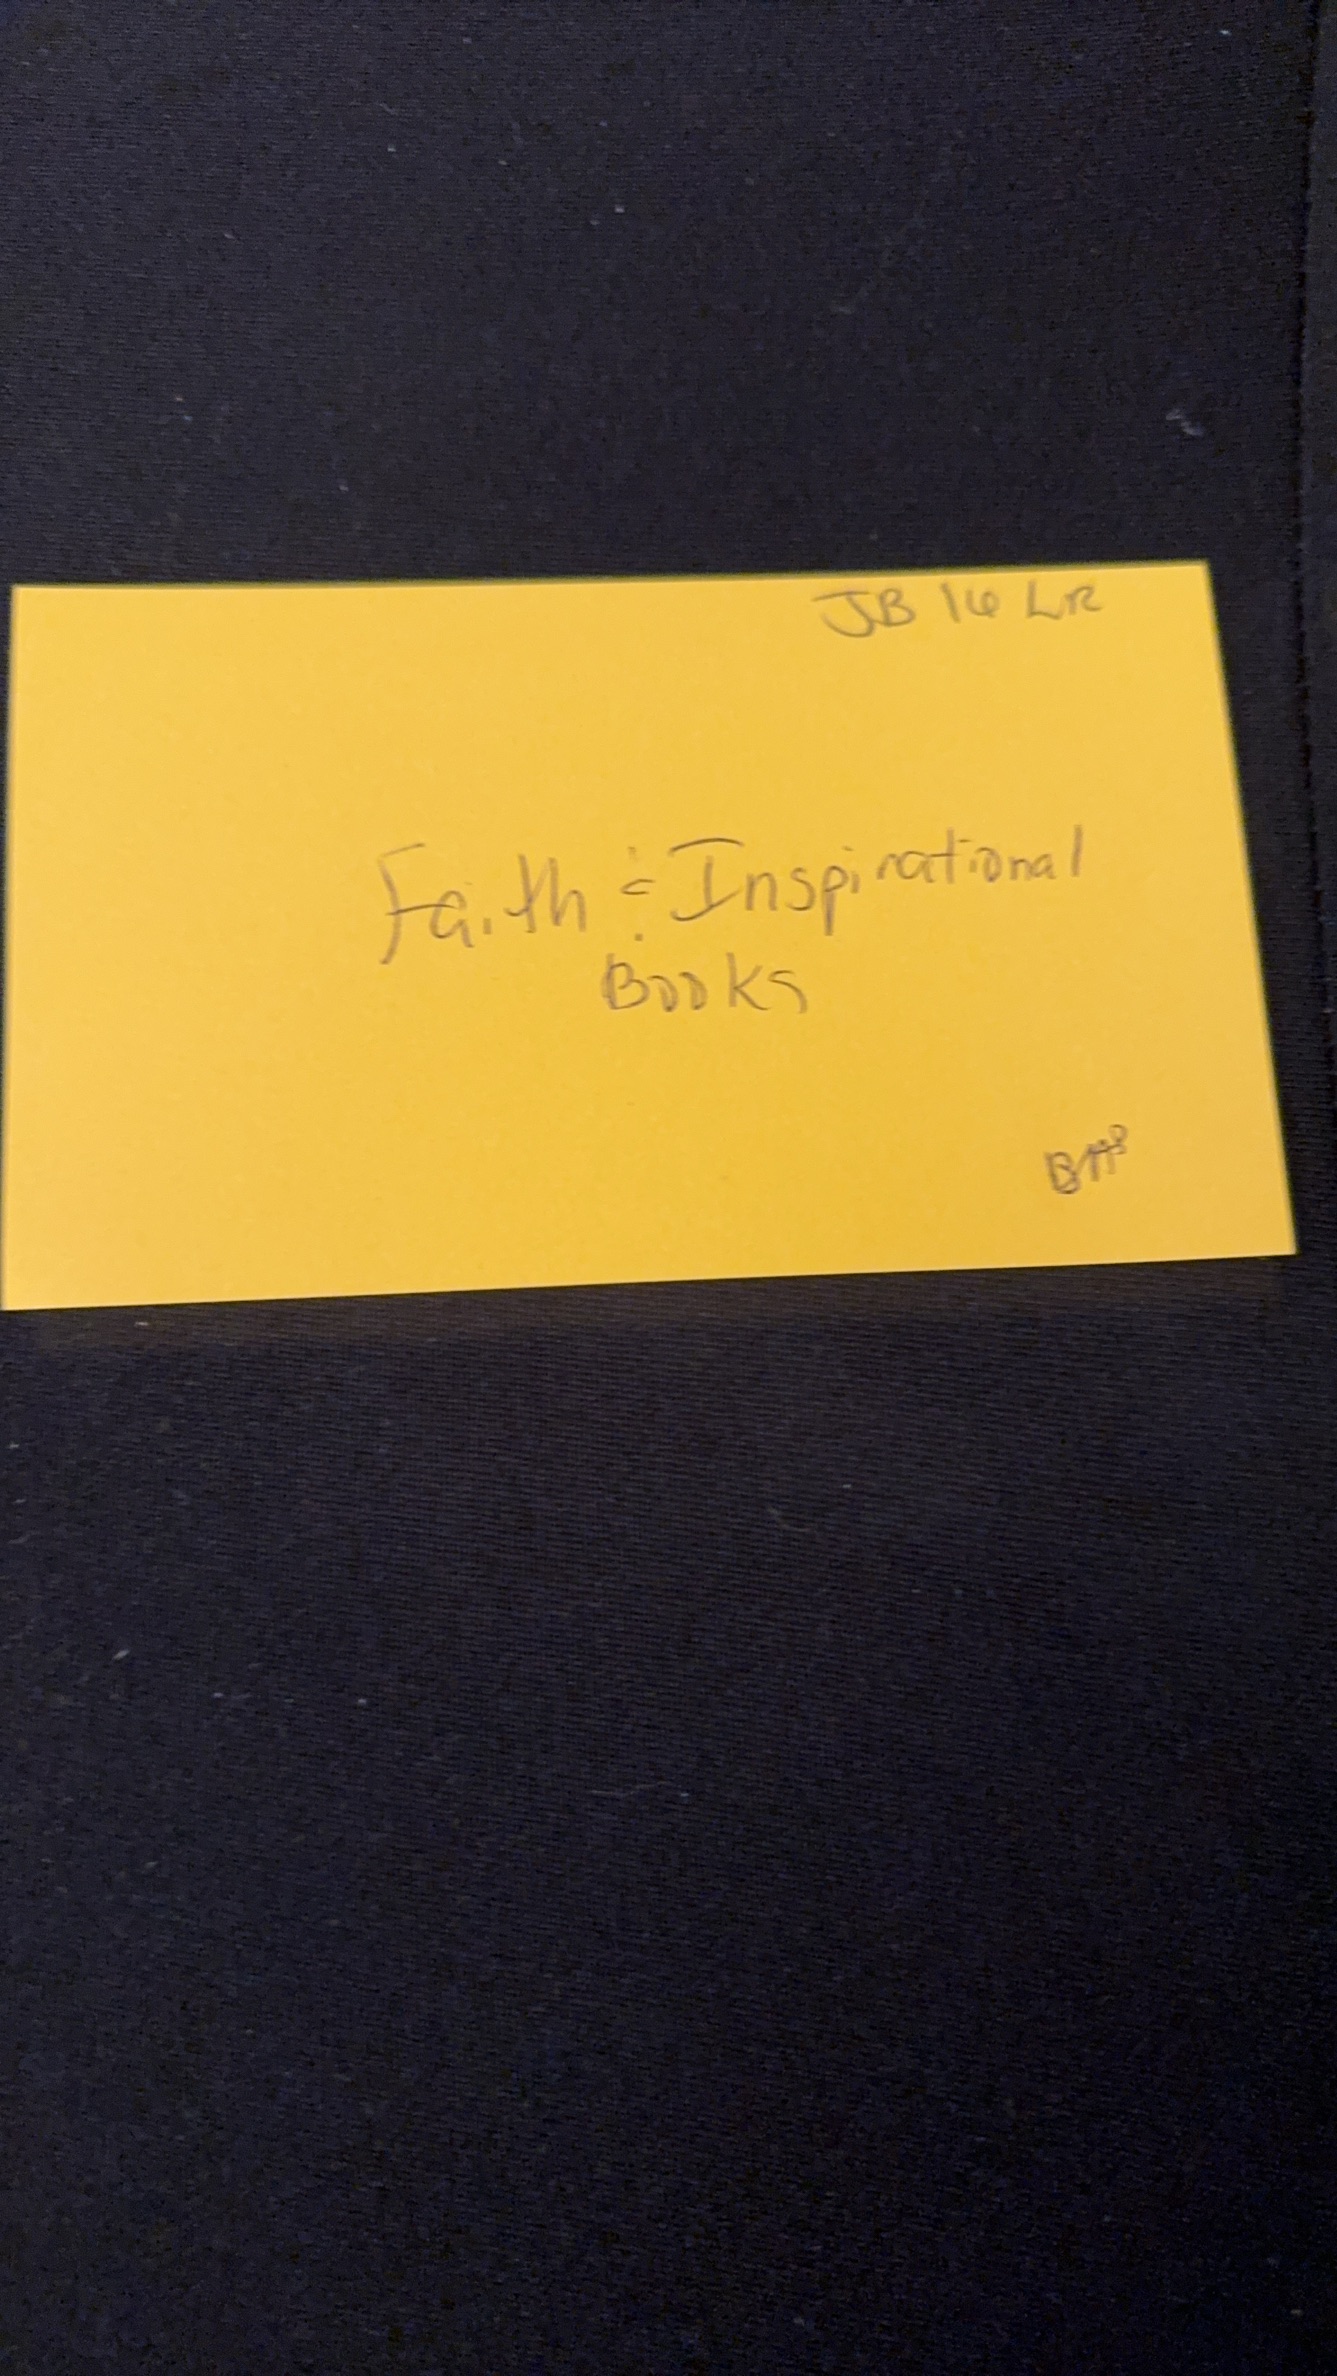 JB 16 LR
Faith & Inspirational
Books